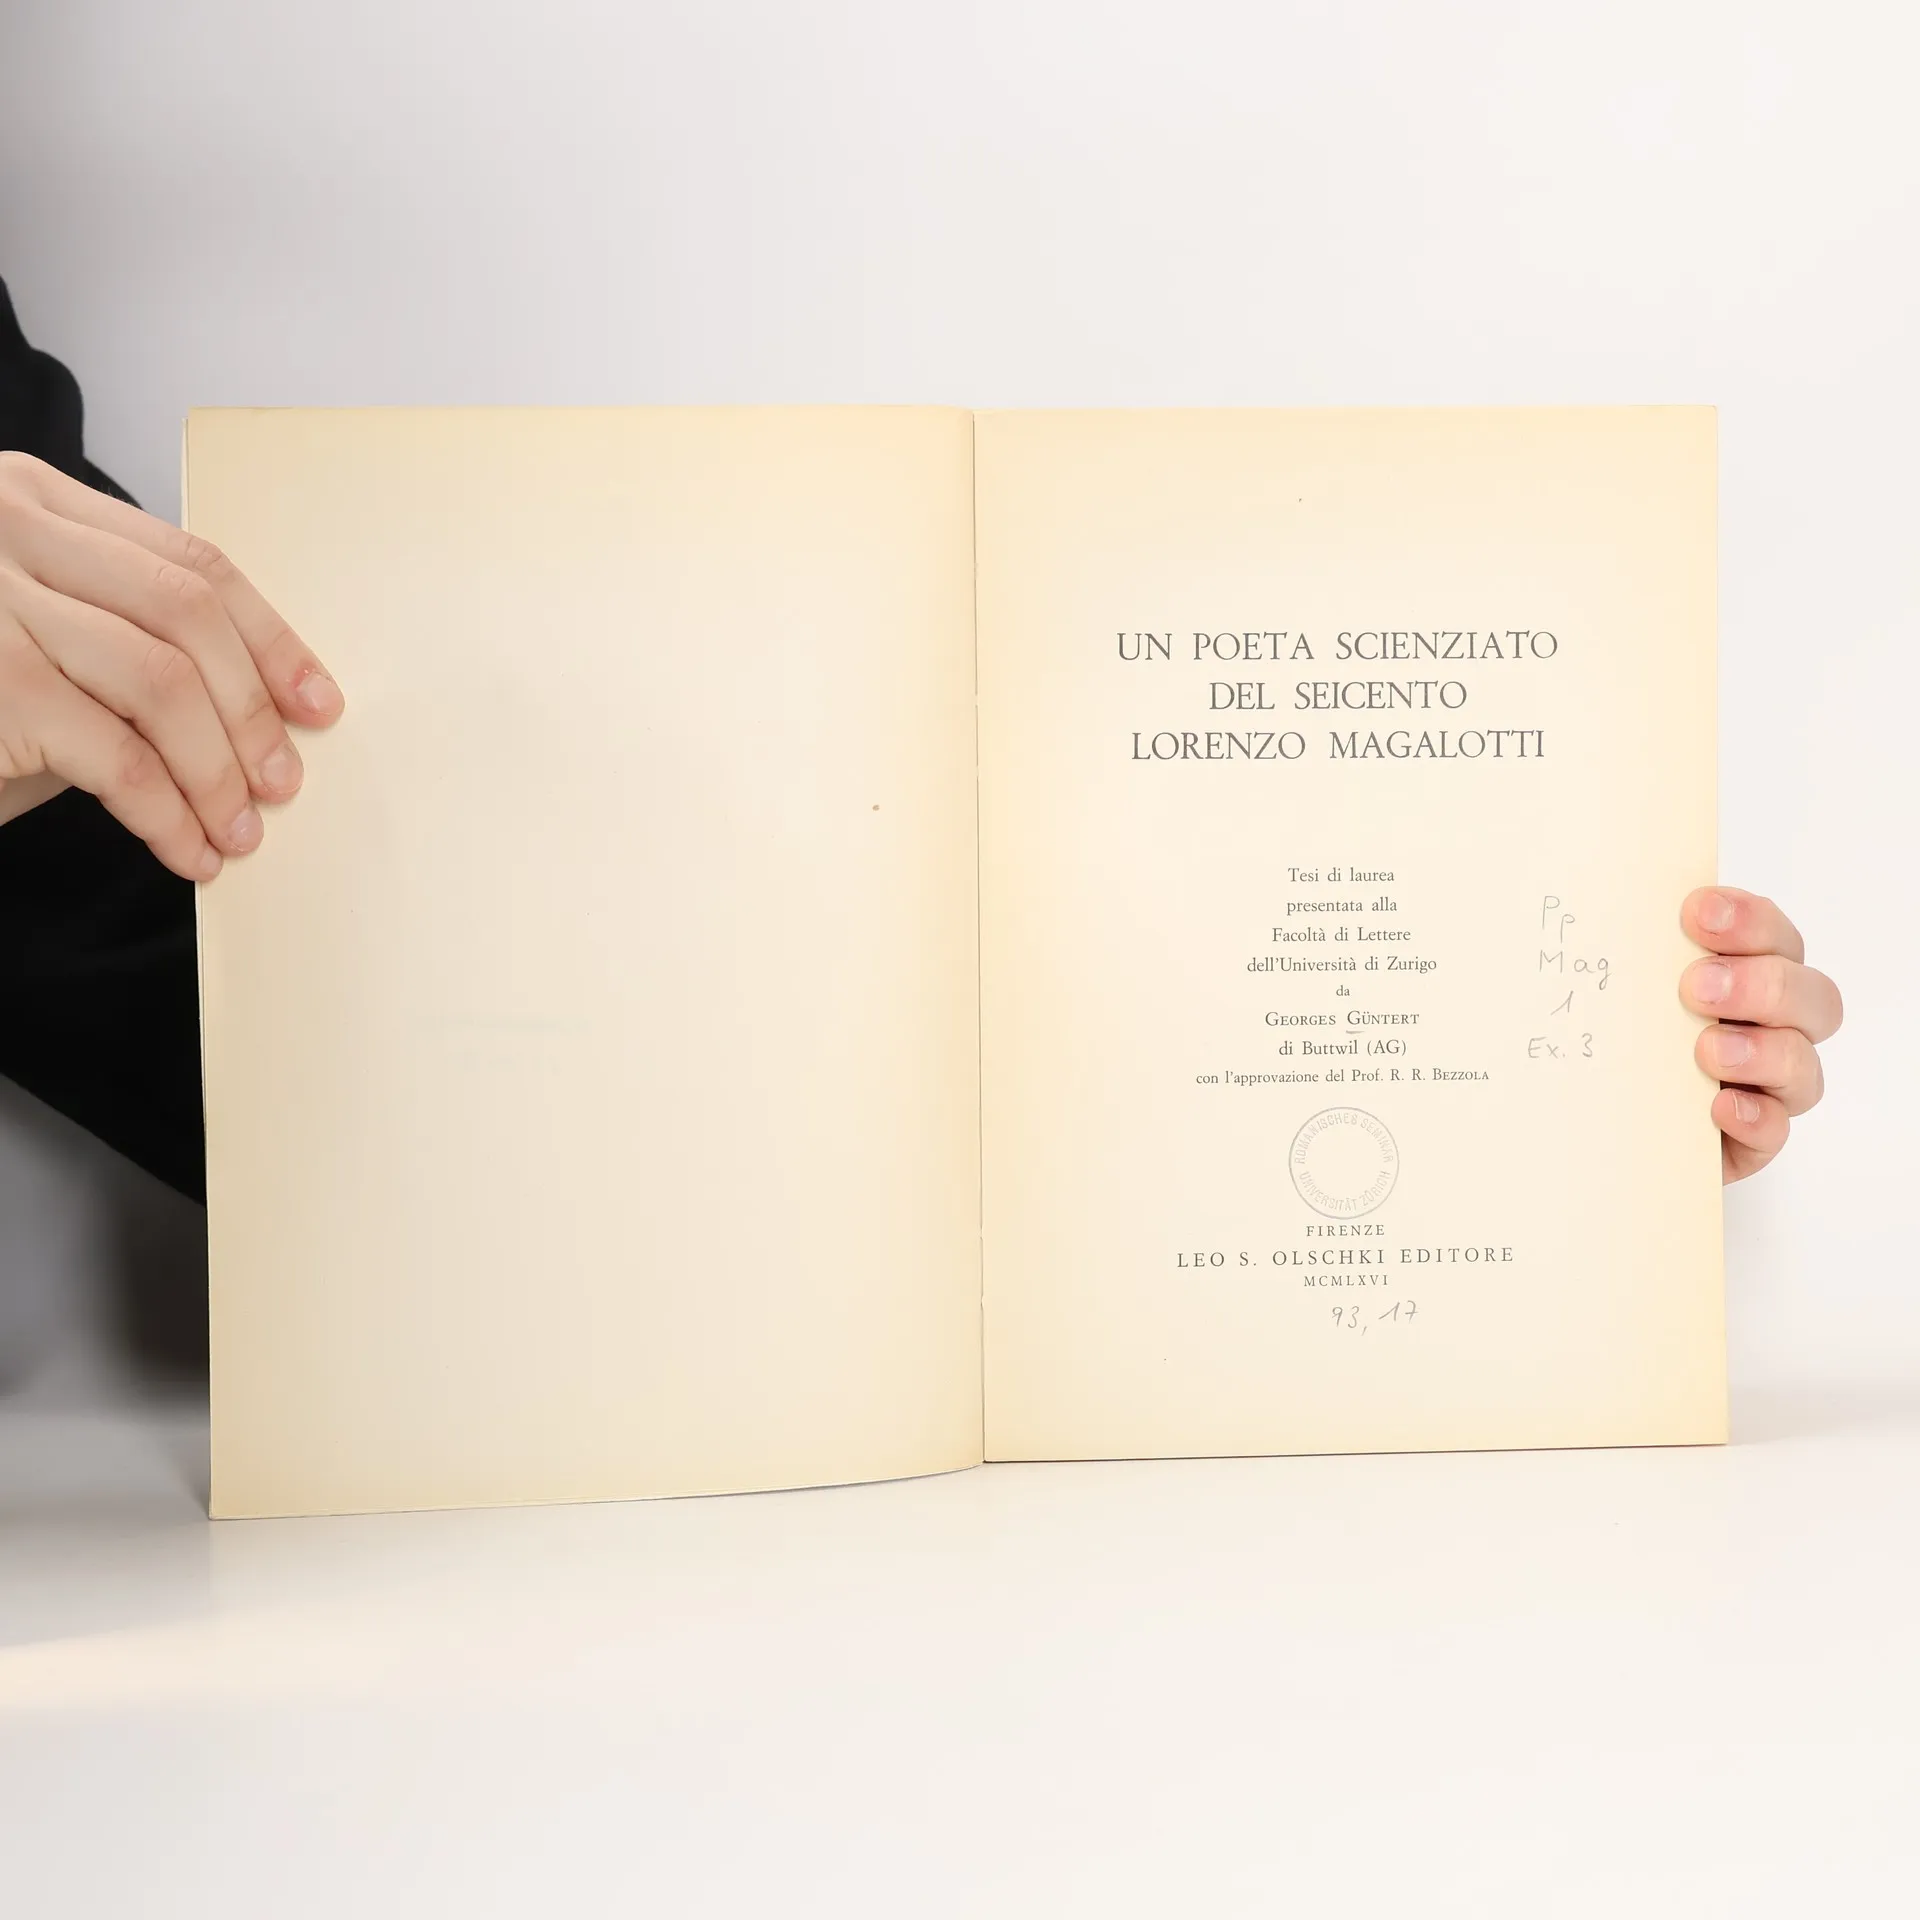 UN POETA SCIENZIATO
DEL SEICENTO
LORENZO MAGALOTTI
Tesi di laurea
presentata alla
Facoltà di Lettere
dell'Università di Zurigo
da
GEORGES GÜNTERT
di Buttwil (AG)
con l'approvazione del Prof. R. R. BEZZOLA
Pp
Mag
1
Ex. 3
ROMANISCHES SEMINAR
UNIVERSITÄT ZÜRICH
FIRENZE
LEO S. OLSCHKI EDITORE
MCMLXVI
93, 17